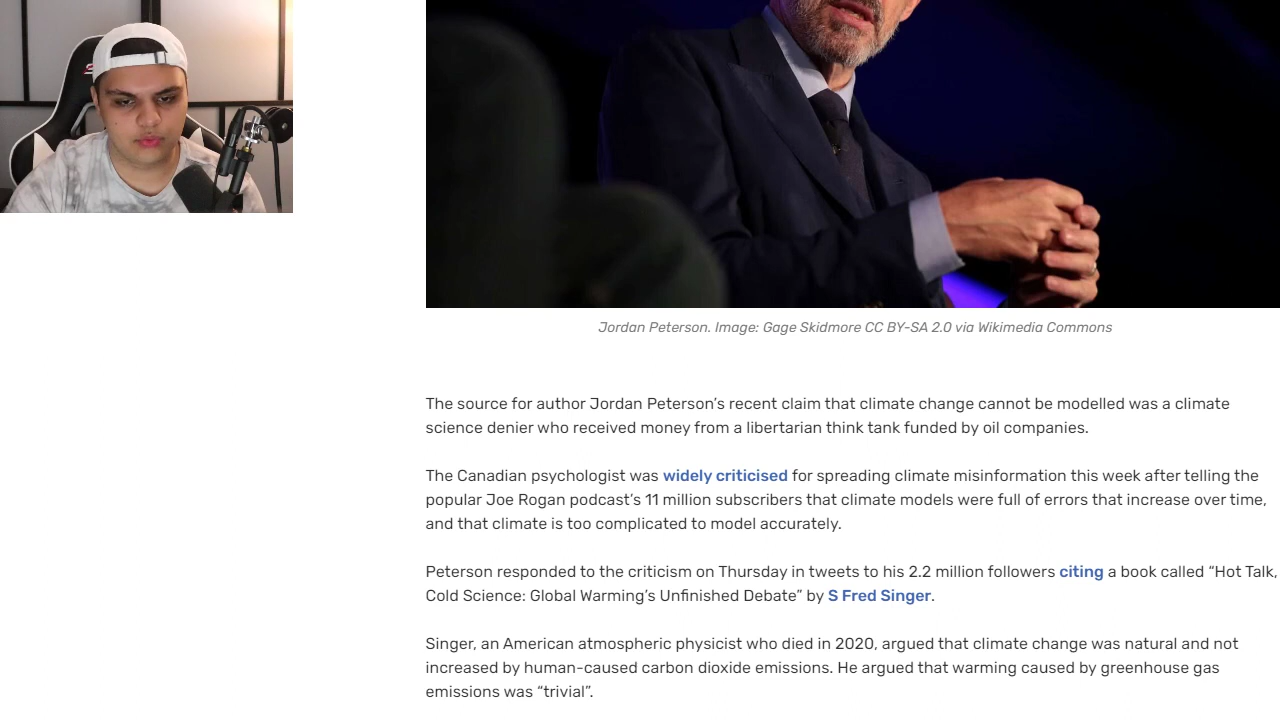 Jordan Peterson. Image: Gage Skidmore CC BY-SA 2.0 via Wikimedia Commons
The source for author Jordan Peterson’s recent claim that climate change cannot be modelled was a climate
science denier who received money from a libertarian think tank funded by oil companies.
The Canadian psychologist was widely criticised for spreading climate misinformation this week after telling the
popular Joe Rogan podcast’s 11 million subscribers that climate models were full of errors that increase over time,
and that climate is too complicated to model accurately.
Peterson responded to the criticism on Thursday in tweets to his 2.2 million followers citing a book called “Hot Talk,
Cold Science: Global Warming’s Unfinished Debate” by S Fred Singer.
Singer, an American atmospheric physicist who died in 2020, argued that climate change was natural and not
increased by human-caused carbon dioxide emissions. He argued that warming caused by greenhouse gas
emissions was “trivial”.